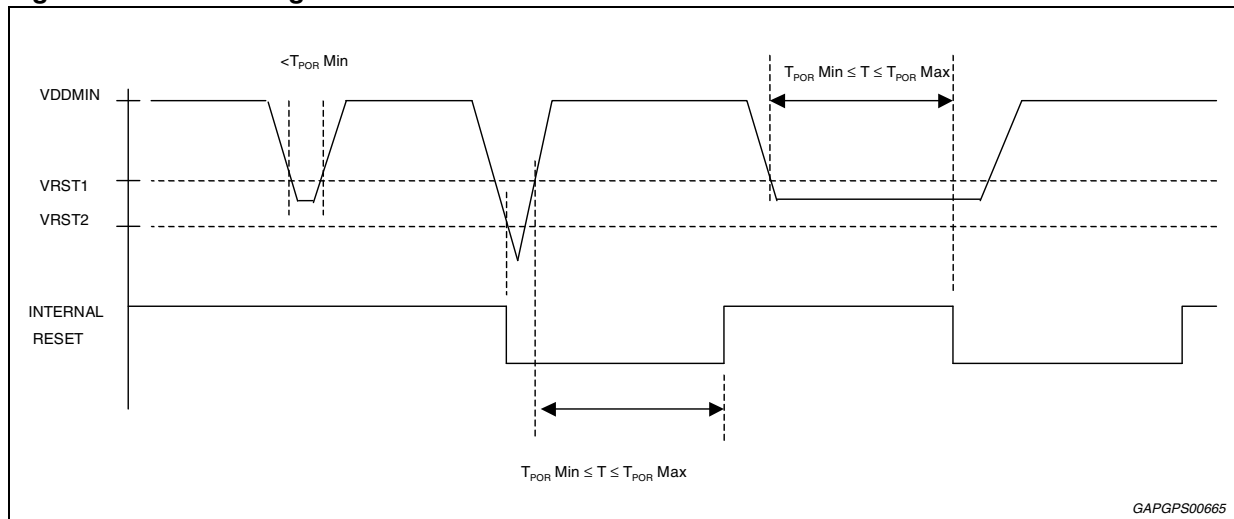 <TPOR Min
TPOR Min ≤ T ≤ TPOR Max
VDDMIN
VRST1
VRST2
INTERNAL
RESET
TPOR Min ≤ T ≤ TPOR Max
GAPGPS00665